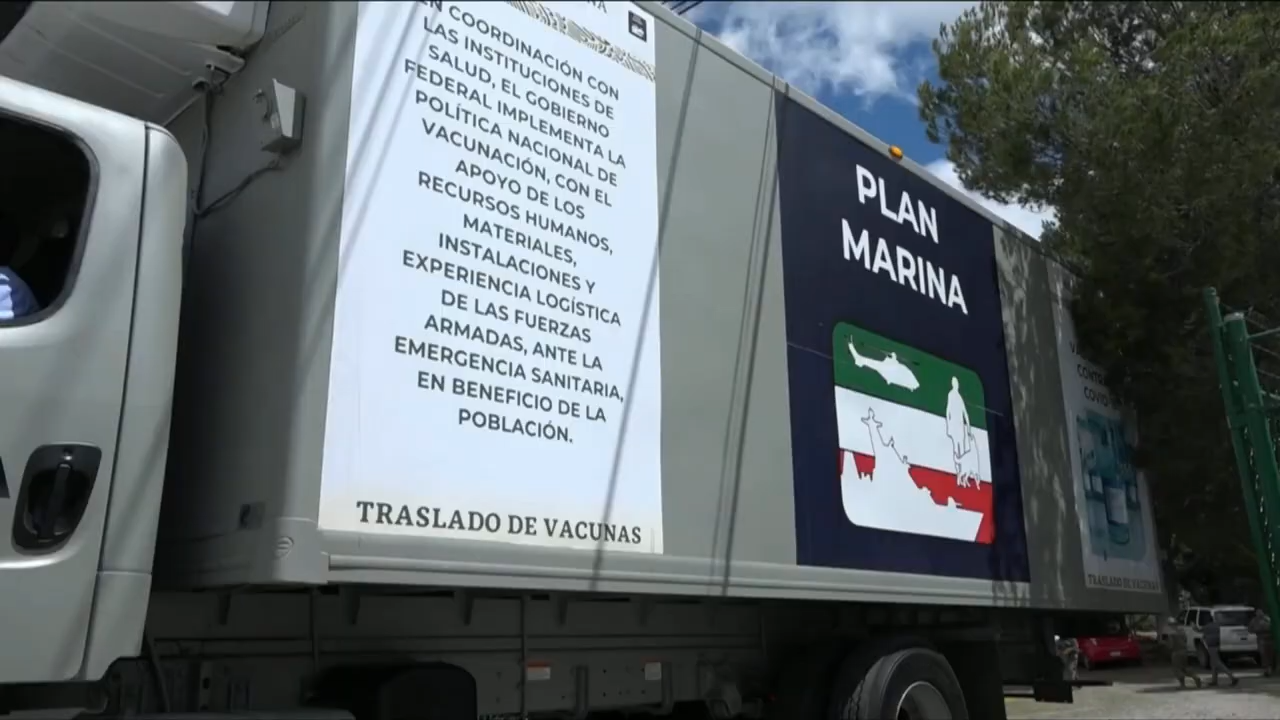 EN COORDINACIÓN CON
LAS INSTITUCIONES DE
SALUD, EL GOBIERNO
FEDERAL IMPLEMENTA LA
POLÍTICA NACIONAL DE
VACUNACIÓN, CON EL
APOYO DE LOS
RECURSOS HUMANOS,
MATERIALES,
INSTALACIONES Y
EXPERIENCIA LOGÍSTICA
DE LAS FUERZAS
ARMADAS, ANTE LA
EMERGENCIA SANITARIA,
EN BENEFICIO DE LA
POBLACIÓN.
TRASLADO DE VACUNAS
PLAN
MARINA
TRASLADO DE VACUNAS